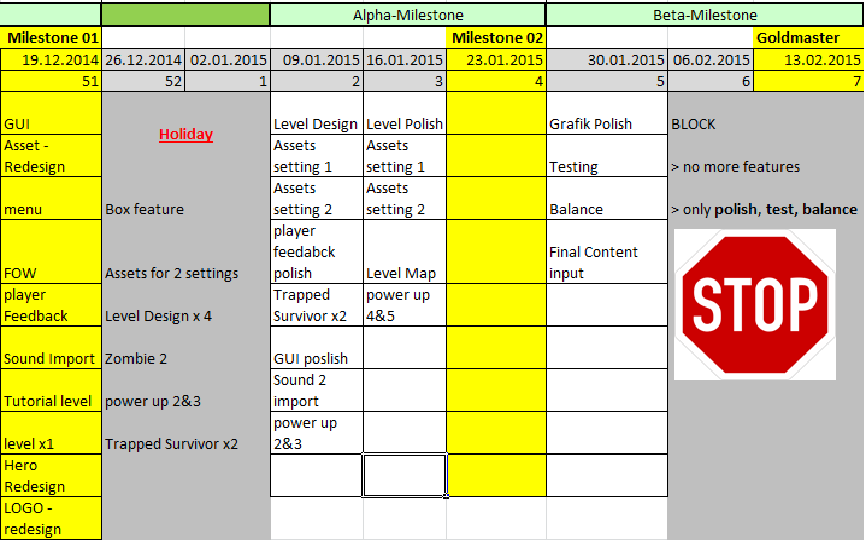 Alpha-Milestone Beta-Milestone
Milestone 01 Milestone 02 Goldmaster
19.12.2014 26.12.2014 02.01.2015 09.01.2015 16.01.2015 23.01.2015 30.01.2015 06.02.2015 13.02.2015
51 52 1 2 3 4 5 6 7
GUI Holiday Level Design Level Polish Grafik Polish BLOCK
Asset - Assets Assets
Redesign setting 1 setting 1 Testing > no more features
Assets Assets
menu Box feature setting 2 setting 2 Balance > only polish, test, balance
player
feedabck Final Content
FOW Assets for 2 settings polish Level Map input
player Trapped power up
Feedback Level Design x 4 Survivor x2 4&5
STOP
Sound Import Zombie 2 GUI poslish
Sound 2
Tutorial level power up 2&3 import
power up
level x1 Trapped Survivor x2 2&3
Hero
Redesign
LOGO -
redesign